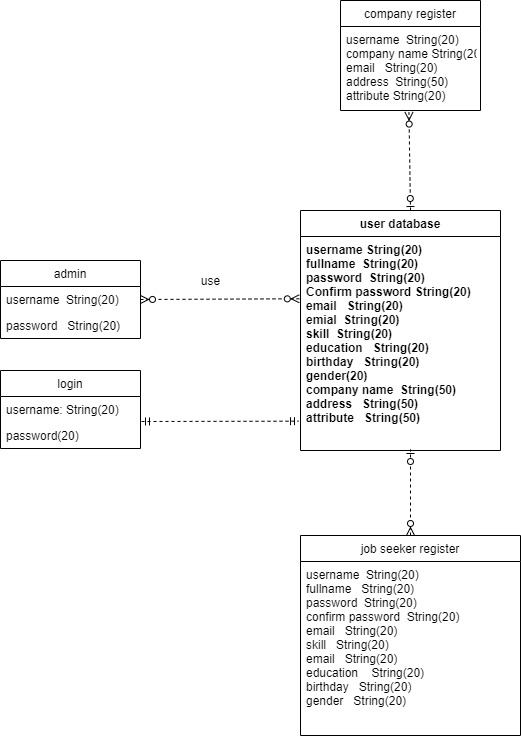 company register
username String(20)
company name String(20
email String(20)
address String(50)
attribute String(20)
user database
username String(20)
fullname String(20)
password String(20)
Confirm password String(20)
email String(20)
emial String(20)
skill String(20)
education String(20)
birthday String(20)
gender(20)
company name String(50)
address String(50)
attribute String(50)
admin
username String(20)
password String(20)
use
login
username: String(20)
password(20)
job seeker register
username String(20)
fullname String(20)
password String(20)
confirm password String(20)
email String(20)
skill String(20)
email String(20)
education String(20)
birthday String(20)
gender String(20)